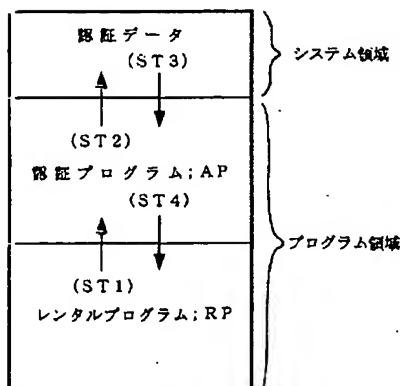 認証データ
(ST3)
システム領域
(ST2)
認証プログラム;AP
(ST4)
プログラム領域
(ST1)
レンタルプログラム;RP